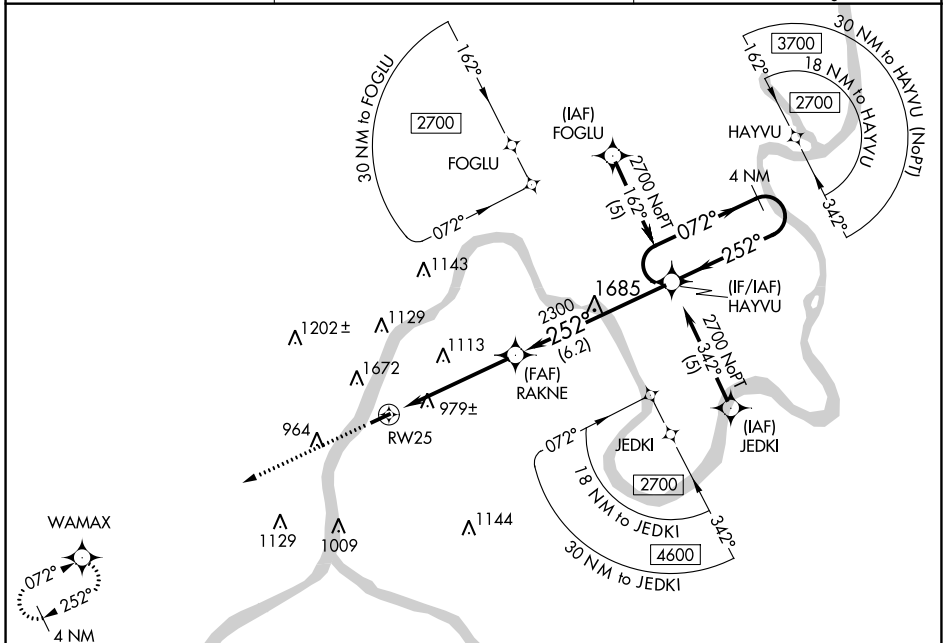 30 NM to FOGLU
162°
2700
FOGLU
072°
(IAF)
FOGLU
2700 NoPT
162°
(5)
30 NM to HAYVU (NoPT)
3700
18 NM to HAYVU
2700
162°
HAYVU
342°
4 NM
072°
252°
(IF/IAF)
HAYVU
1685
2300
252°
(6.2)
1143
1129
1202 ±
1113
1672
(FAF)
RAKNE
979±
964
RW25
2700 NoPT
342°
(5)
(IAF)
JEDKI
072°
JEDKI
2700
18 NM to JEDKI
342°
4600
30 NM to JEDKI
1129
1009
1144
WAMAX
072°
252°
4 NM